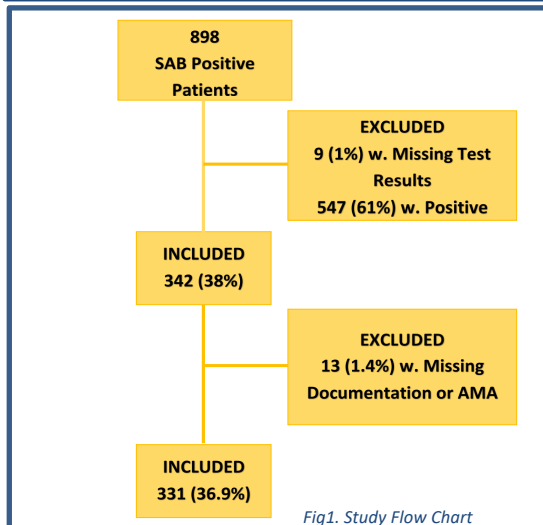 898
SAB Positive
Patients
EXCLUDED
9 (1%) w. Missing Test
Results
547 (61%) w. Positive
INCLUDED
342 (38%)
EXCLUDED
13 (1.4%) w. Missing
Documentation or AMA
INCLUDED
331 (36.9%)
Fig1. Study Flow Chart